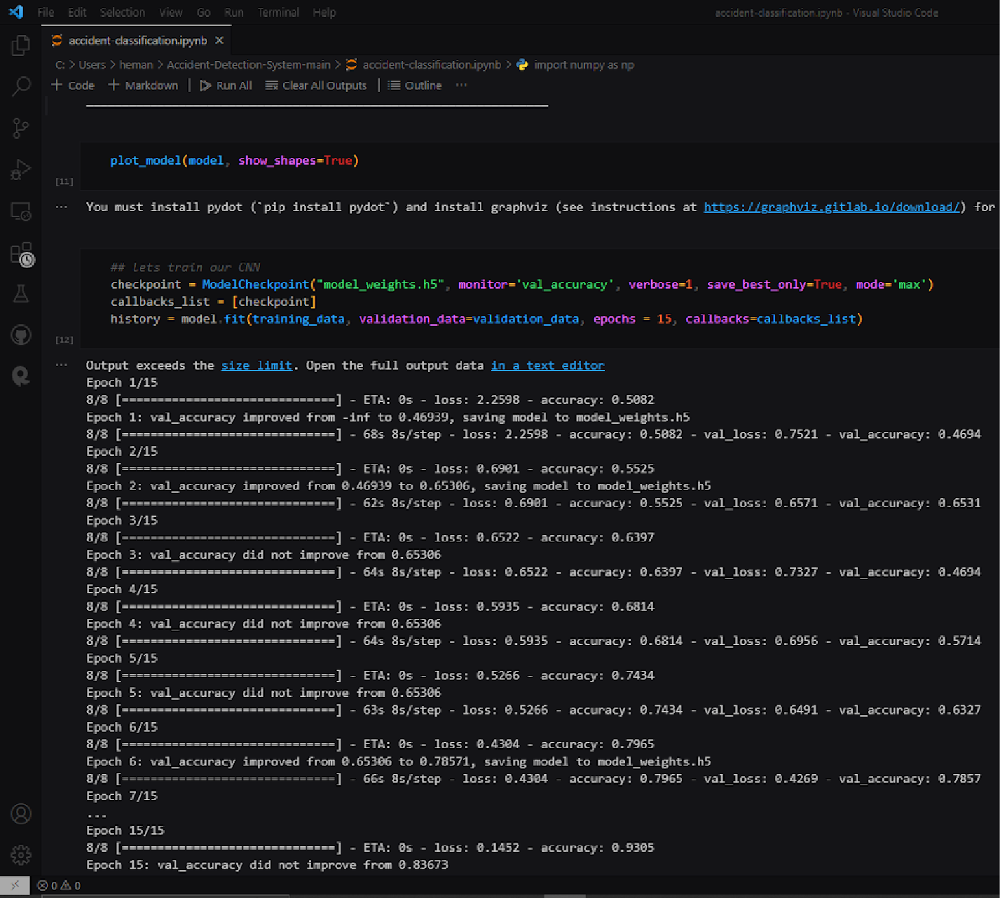 File Edit Selection View Go Run Terminal Help accident-classification.ipynb - Visual Studio Code
accident-classification.ipynb ×
C: > Users > heman > Accident-Detection-System-main > accident-classification.ipynb > import numpy as np
+ Code + Markdown | Run All Clear All Outputs | Outline ···
plot_model(model, show_shapes=True)
[11]
··· You must install pydot (`pip install pydot`) and install graphviz (see instructions at https://graphviz.gitlab.io/download/) for
## Lets train our CNN
checkpoint = ModelCheckpoint("model_weights.h5", monitor='val_accuracy', verbose=1, save_best_only=True, mode='max')
callbacks_list = [checkpoint]
history = model.fit(training_data, validation_data=validation_data, epochs = 15, callbacks=callbacks_list)
[12]
··· Output exceeds the size limit. Open the full output data in a text editor
Epoch 1/15
8/8 [==============================] - ETA: 0s - loss: 2.2598 - accuracy: 0.5082
Epoch 1: val_accuracy improved from -inf to 0.46939, saving model to model_weights.h5
8/8 [==============================] - 68s 8s/step - loss: 2.2598 - accuracy: 0.5082 - val_loss: 0.7521 - val_accuracy: 0.4694
Epoch 2/15
8/8 [==============================] - ETA: 0s - loss: 0.6901 - accuracy: 0.5525
Epoch 2: val_accuracy improved from 0.46939 to 0.65306, saving model to model_weights.h5
8/8 [==============================] - 62s 8s/step - loss: 0.6901 - accuracy: 0.5525 - val_loss: 0.6571 - val_accuracy: 0.6531
Epoch 3/15
8/8 [==============================] - ETA: 0s - loss: 0.6522 - accuracy: 0.6397
Epoch 3: val_accuracy did not improve from 0.65306
8/8 [==============================] - 64s 8s/step - loss: 0.6522 - accuracy: 0.6397 - val_loss: 0.7327 - val_accuracy: 0.4694
Epoch 4/15
8/8 [==============================] - ETA: 0s - loss: 0.5935 - accuracy: 0.6814
Epoch 4: val_accuracy did not improve from 0.65306
8/8 [==============================] - 64s 8s/step - loss: 0.5935 - accuracy: 0.6814 - val_loss: 0.6956 - val_accuracy: 0.5714
Epoch 5/15
8/8 [==============================] - ETA: 0s - loss: 0.5266 - accuracy: 0.7434
Epoch 5: val_accuracy did not improve from 0.65306
8/8 [==============================] - 63s 8s/step - loss: 0.5266 - accuracy: 0.7434 - val_loss: 0.6491 - val_accuracy: 0.6327
Epoch 6/15
8/8 [==============================] - ETA: 0s - loss: 0.4304 - accuracy: 0.7965
Epoch 6: val_accuracy improved from 0.65306 to 0.78571, saving model to model_weights.h5
8/8 [==============================] - 66s 8s/step - loss: 0.4304 - accuracy: 0.7965 - val_loss: 0.4269 - val_accuracy: 0.7857
Epoch 7/15
...
Epoch 15/15
8/8 [==============================] - ETA: 0s - loss: 0.1452 - accuracy: 0.9305
Epoch 15: val_accuracy did not improve from 0.83673
0 0